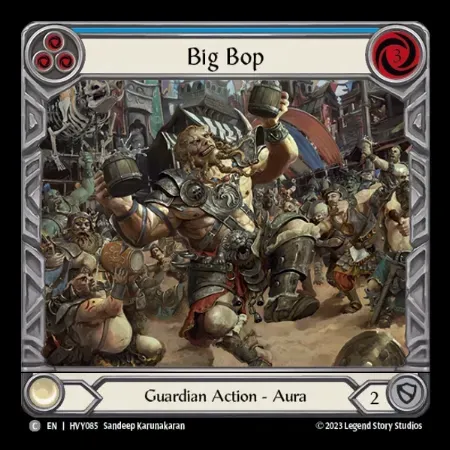 Big Bop
3
Guardian Action - Aura
2
C EN | HVY085 Sandeep Karunakaran
©2023 Legend Story Studios